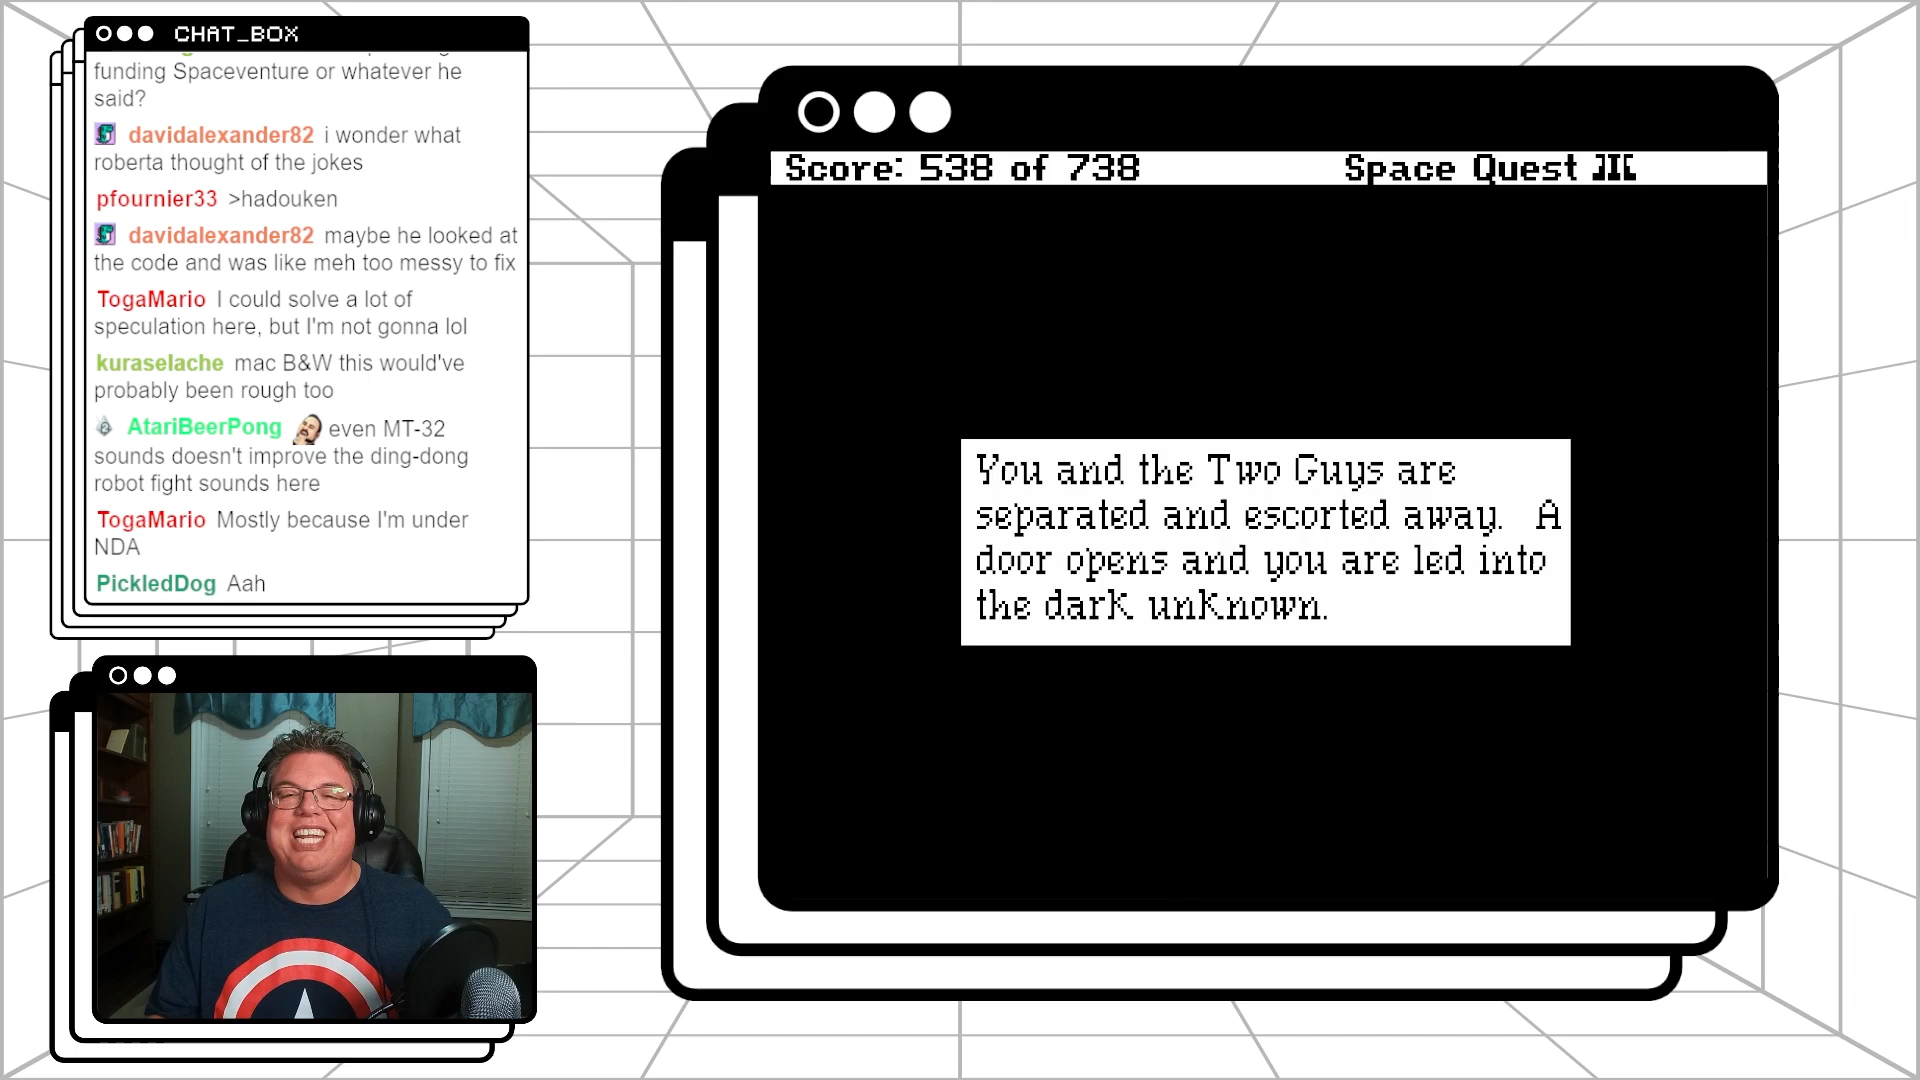 CHAT_BOX
funding Spaceventure or whatever he
said?
davidalexander82 i wonder what
roberta thought of the jokes
pfournier33 >hadouken
davidalexander82 maybe he looked at
the code and was like meh too messy to fix
TogaMario I could solve a lot of
speculation here, but I'm not gonna lol
kuraselache mac B&W this would've
probably been rough too
AtariBeerPong even MT-32
sounds doesn't improve the ding-dong
robot fight sounds here
TogaMario Mostly because I'm under
NDA
PickledDog Aah
Score: 538 of 738 Space Quest III
You and the Two Guys are
separated and escorted away. A
door opens and you are led into
the dark unknown.